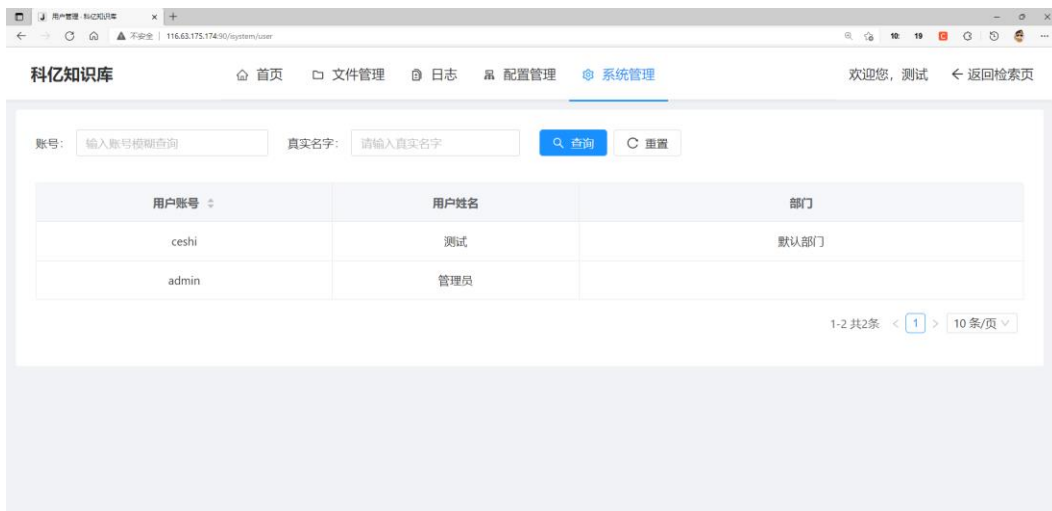 用户管理 · 科亿知识库
不安全 | 116.63.175.174:90/isystem/user
科亿知识库 首页 文件管理 日志 配置管理 系统管理 欢迎您，测试 返回检索页
账号： 输入账号模糊查询 真实名字： 请输入真实名字 查询 重置
用户账号 用户姓名 部门
ceshi 测试 默认部门
admin 管理员
1-2 共2条 < 1 > 10 条/页